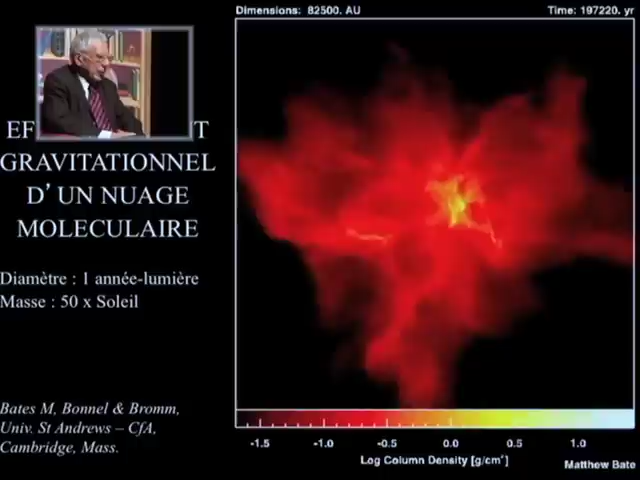 Dimensions: 82500. AU
Time: 197220. yr
EF T
GRAVITATIONNEL
D’UN NUAGE
MOLECULAIRE
Diamètre : 1 année-lumière
Masse : 50 x Soleil
Bates M, Bonnel & Bromm,
Univ. St Andrews – CfA,
Cambridge, Mass.
-1.5 -1.0 -0.5 0.0 0.5 1.0
Log Column Density [g/cm²]
Matthew Bate